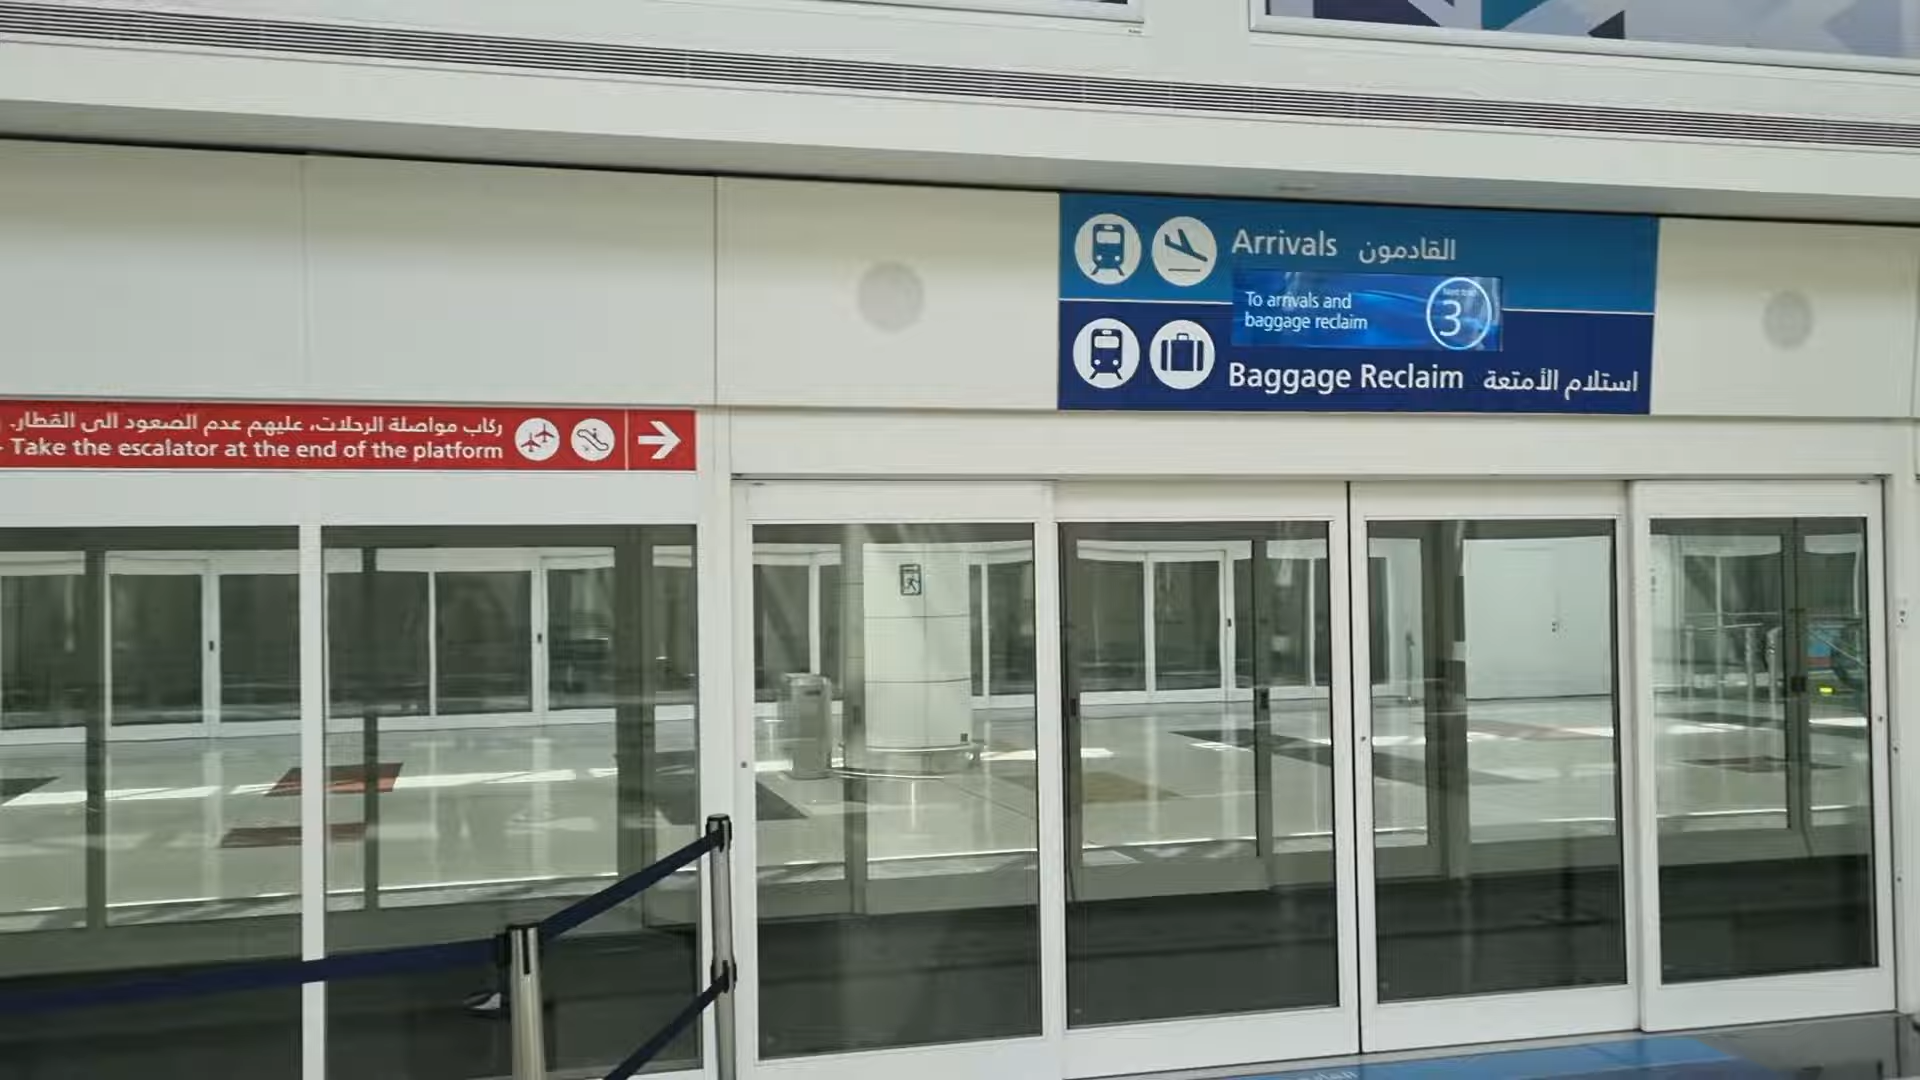 Arrivals القادمون
To arrivals and
baggage reclaim
3
Baggage Reclaim استلام الأمتعة
ركاب مواصلة الرحلات، عليهم عدم الصعود الى القطار.
- Take the escalator at the end of the platform